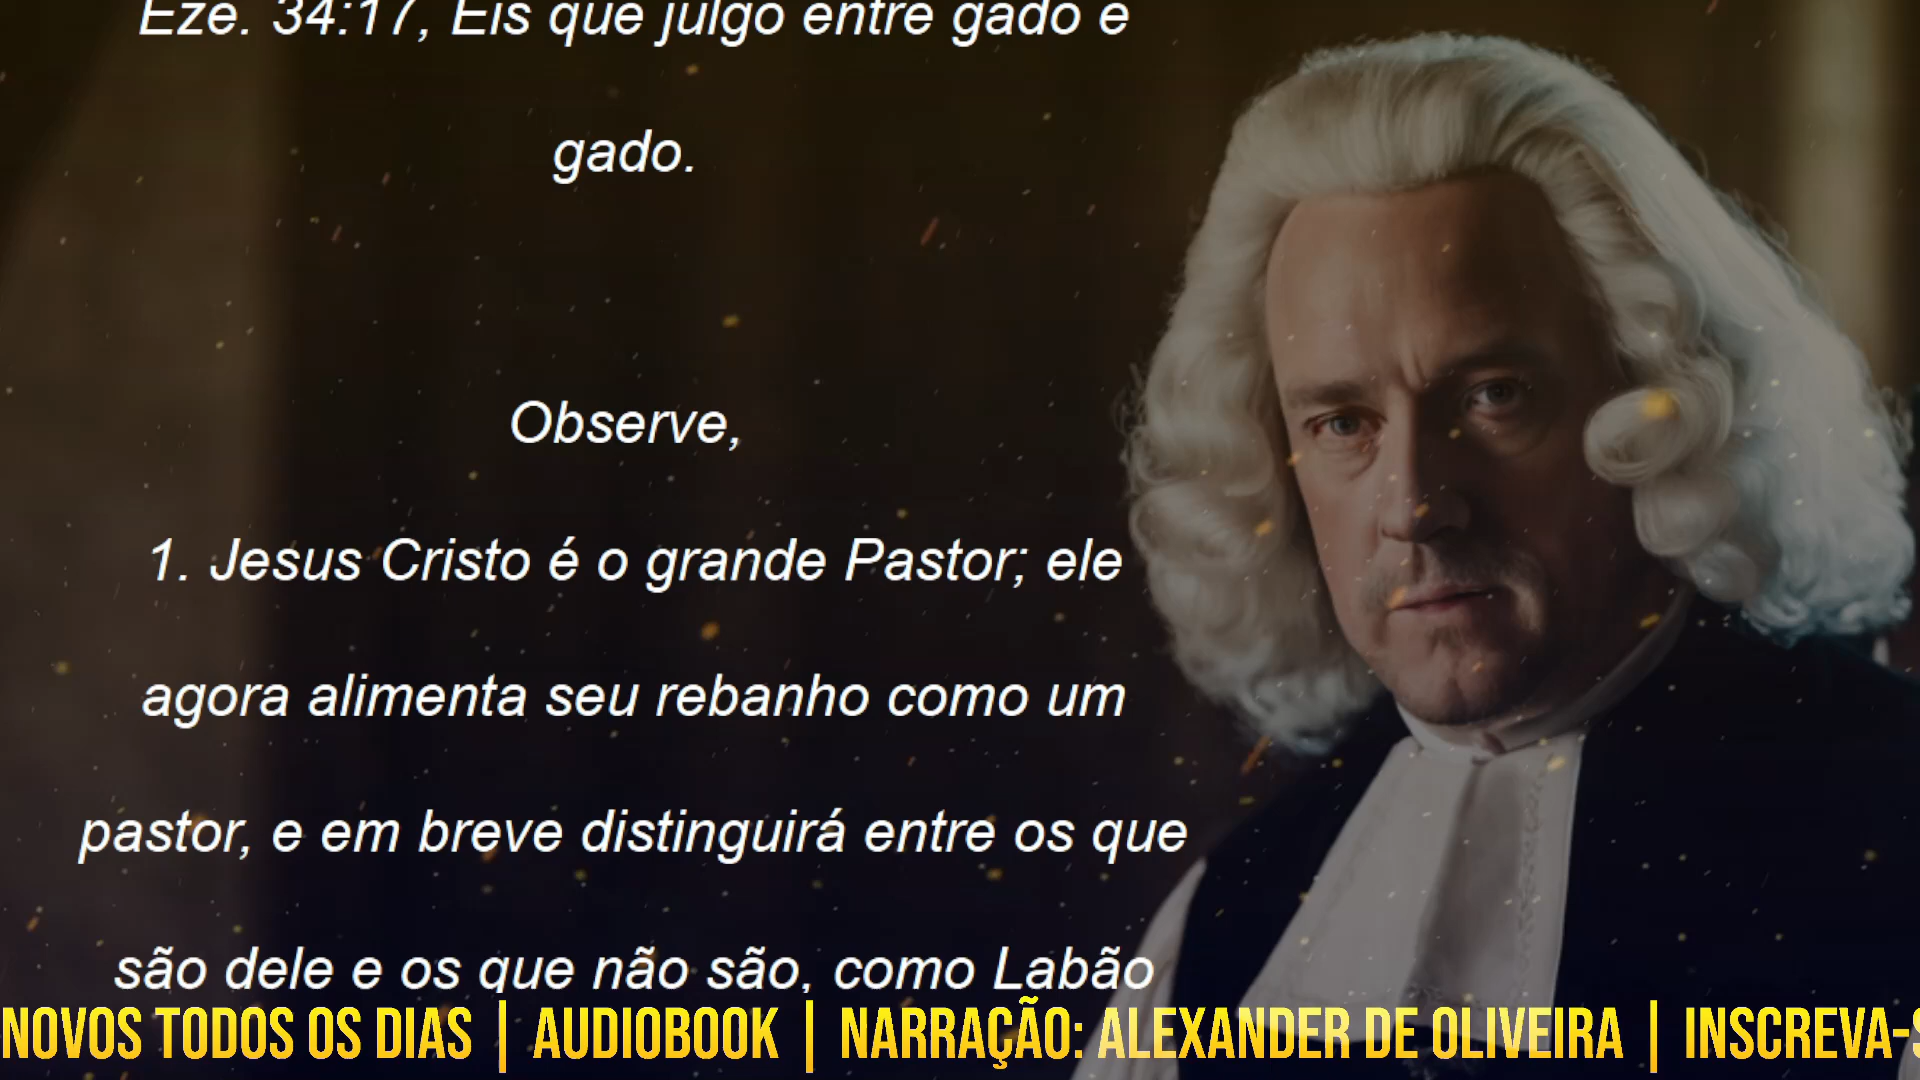 Eze. 34:17, Eis que julgo entre gado e
gado.
Observe,
1. Jesus Cristo é o grande Pastor; ele
agora alimenta seu rebanho como um
pastor, e em breve distinguirá entre os que
são dele e os que não são, como Labão
NOVOS TODOS OS DIAS | AUDIOBOOK | NARRAÇÃO: ALEXANDER DE OLIVEIRA | INSCREVA-S